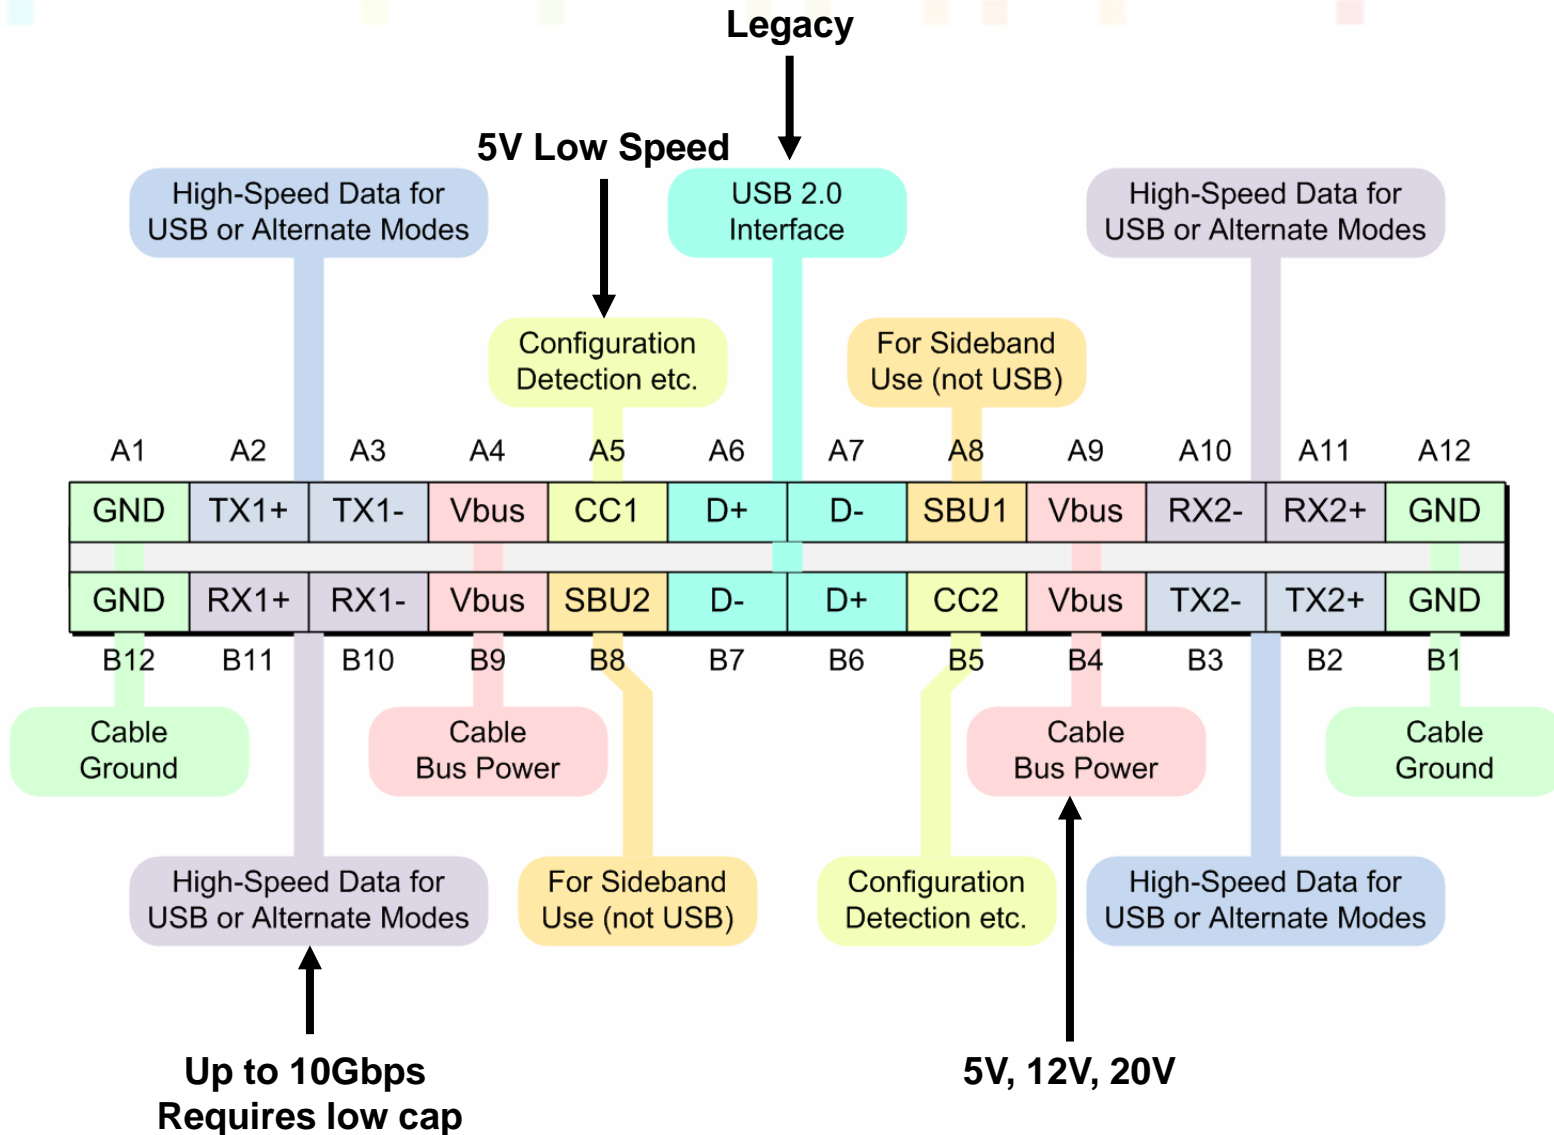 Legacy
5V Low Speed
High-Speed Data for
USB or Alternate Modes
USB 2.0
Interface
High-Speed Data for
USB or Alternate Modes
Configuration
Detection etc.
For Sideband
Use (not USB)
A1 A2 A3 A4 A5 A6 A7 A8 A9 A10 A11 A12
GND TX1+ TX1- Vbus CC1 D+ D- SBU1 Vbus RX2- RX2+ GND
GND RX1+ RX1- Vbus SBU2 D- D+ CC2 Vbus TX2- TX2+ GND
B12 B11 B10 B9 B8 B7 B6 B5 B4 B3 B2 B1
Cable
Ground
Cable
Bus Power
Cable
Bus Power
Cable
Ground
High-Speed Data for
USB or Alternate Modes
For Sideband
Use (not USB)
Configuration
Detection etc.
High-Speed Data for
USB or Alternate Modes
Up to 10Gbps
Requires low cap
5V, 12V, 20V